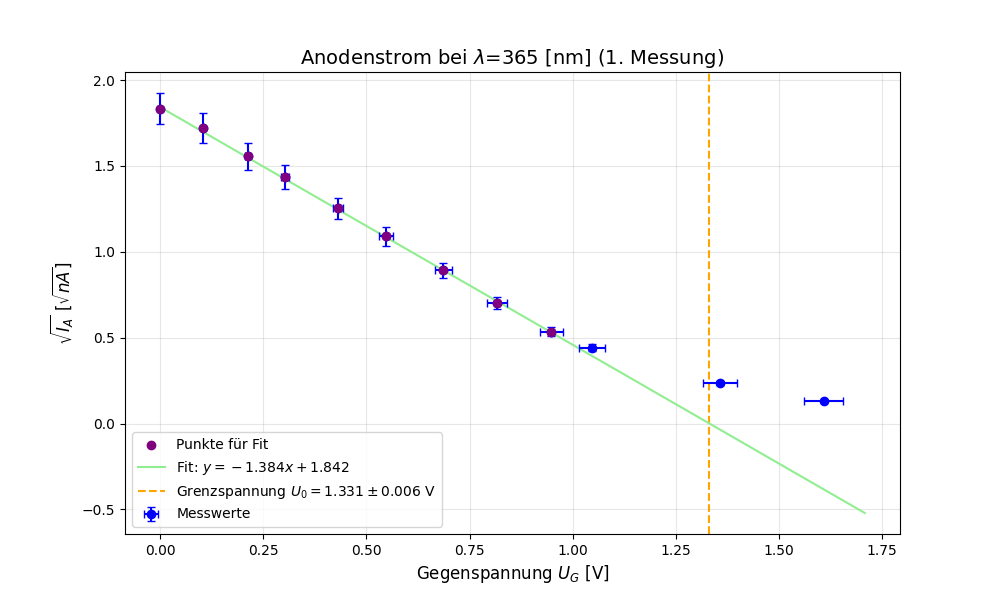 Anodenstrom bei λ=365 [nm] (1. Messung)
√I_A [√nA]
2.0
1.5
1.0
0.5
0.0
−0.5
Punkte für Fit
Fit: y = −1.384x + 1.842
Grenzspannung U_0 = 1.331 ± 0.006 V
Messwerte
0.00 0.25 0.50 0.75 1.00 1.25 1.50 1.75
Gegenspannung U_G [V]